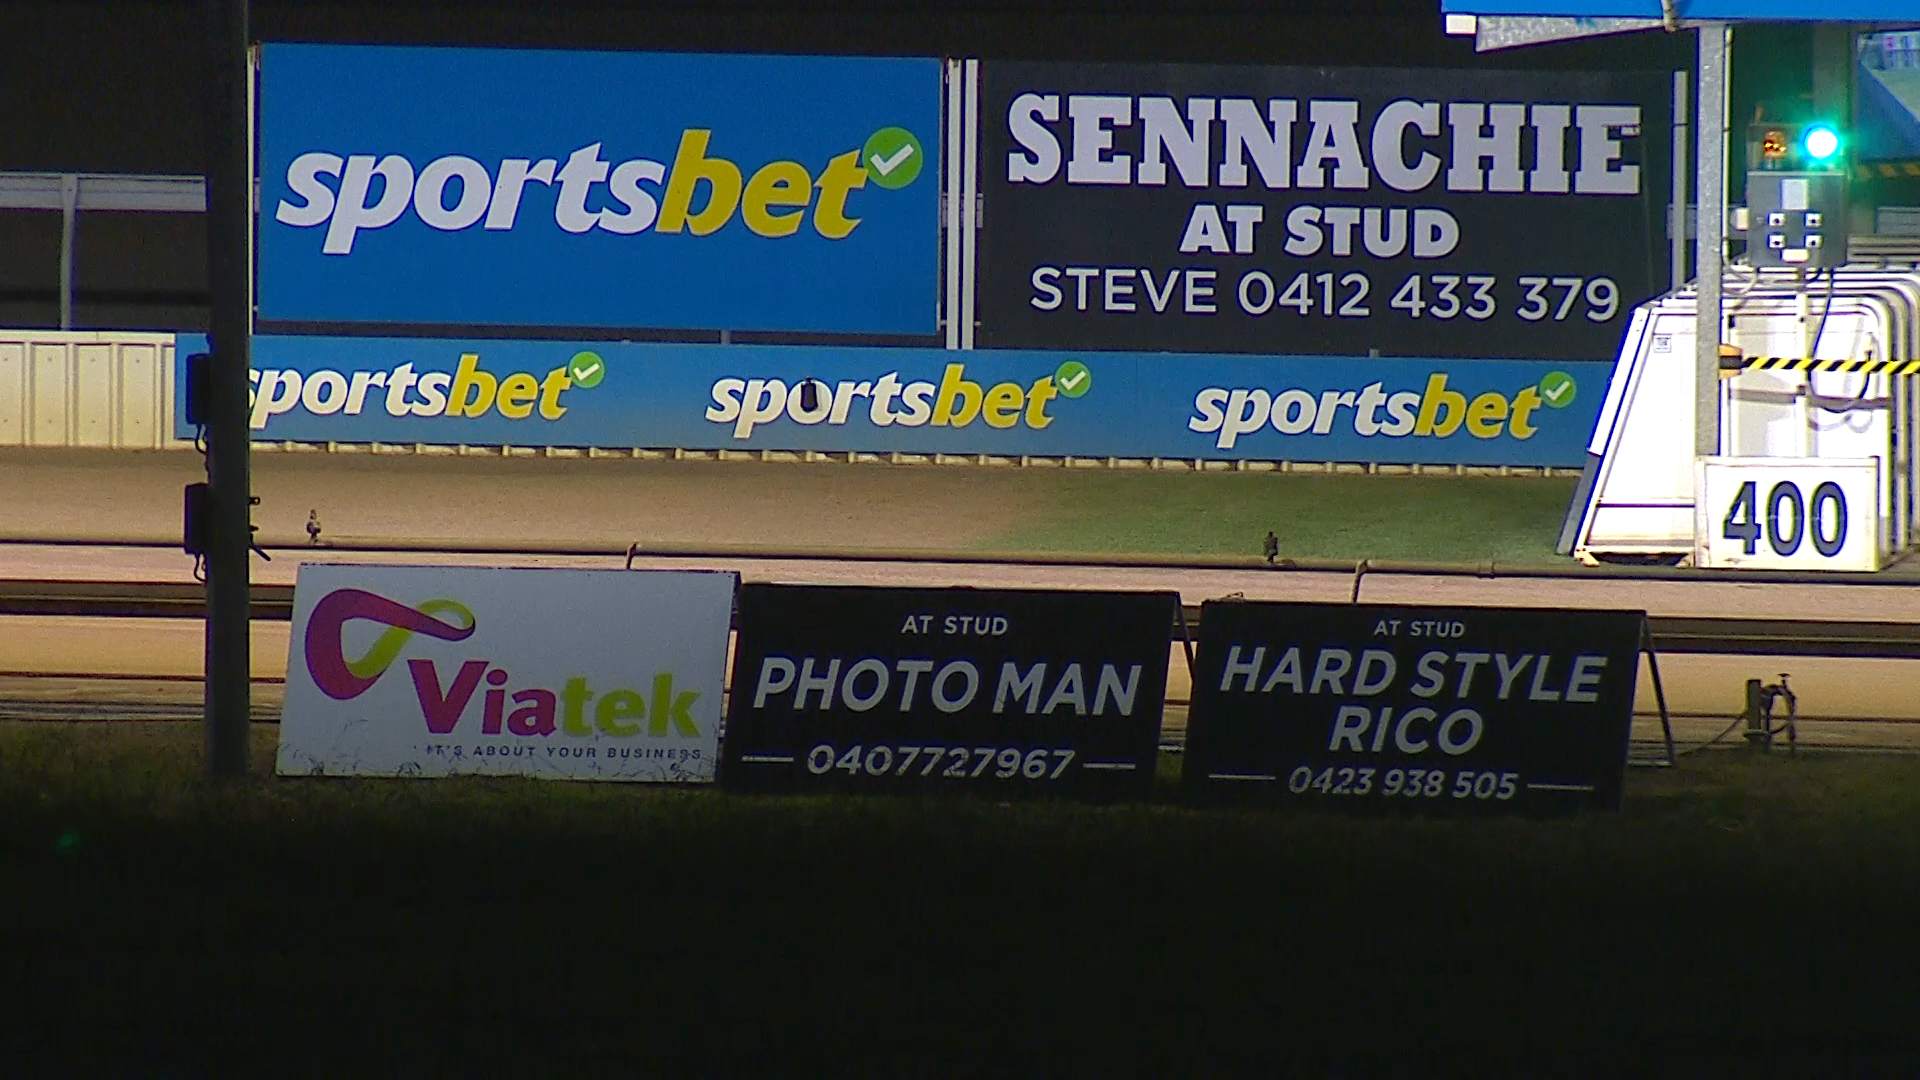 sportsbet
SENNACHIE
AT STUD
STEVE 0412 433 379
sportsbet
sportsbet
sportsbet
400
Viatek
IT'S ABOUT YOUR BUSINESS
AT STUD
PHOTO MAN
0407727967
AT STUD
HARD STYLE
RICO
0423 938 505